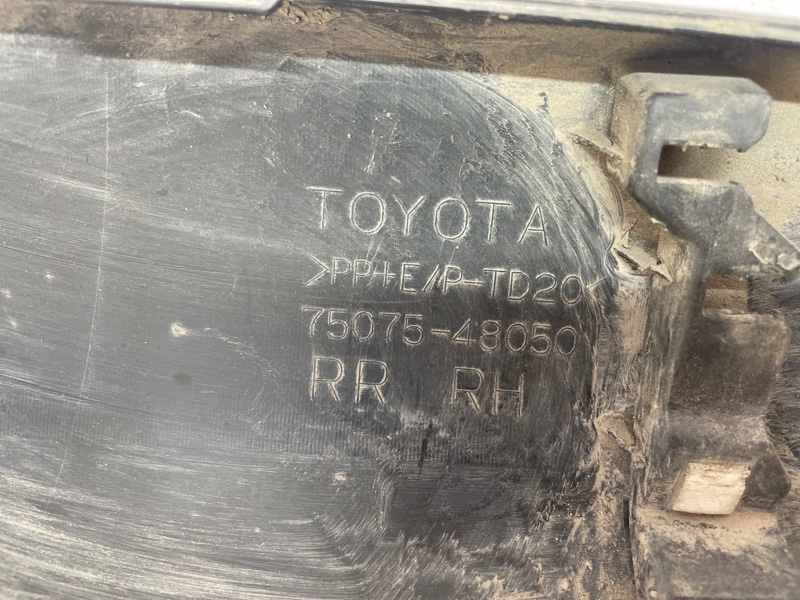 TOYOTA
>PP+E/P-TD20<
75075-48050
RR RH